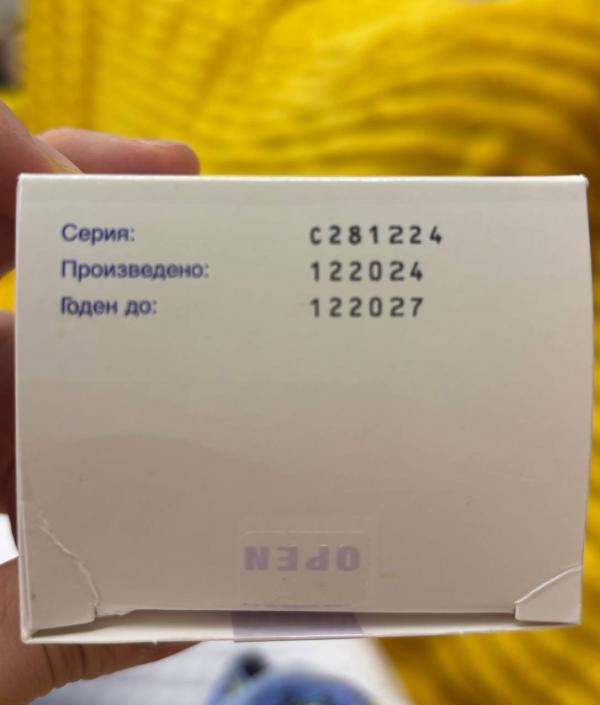 Серия: C281224
Произведено: 122024
Годен до: 122027
OPEN